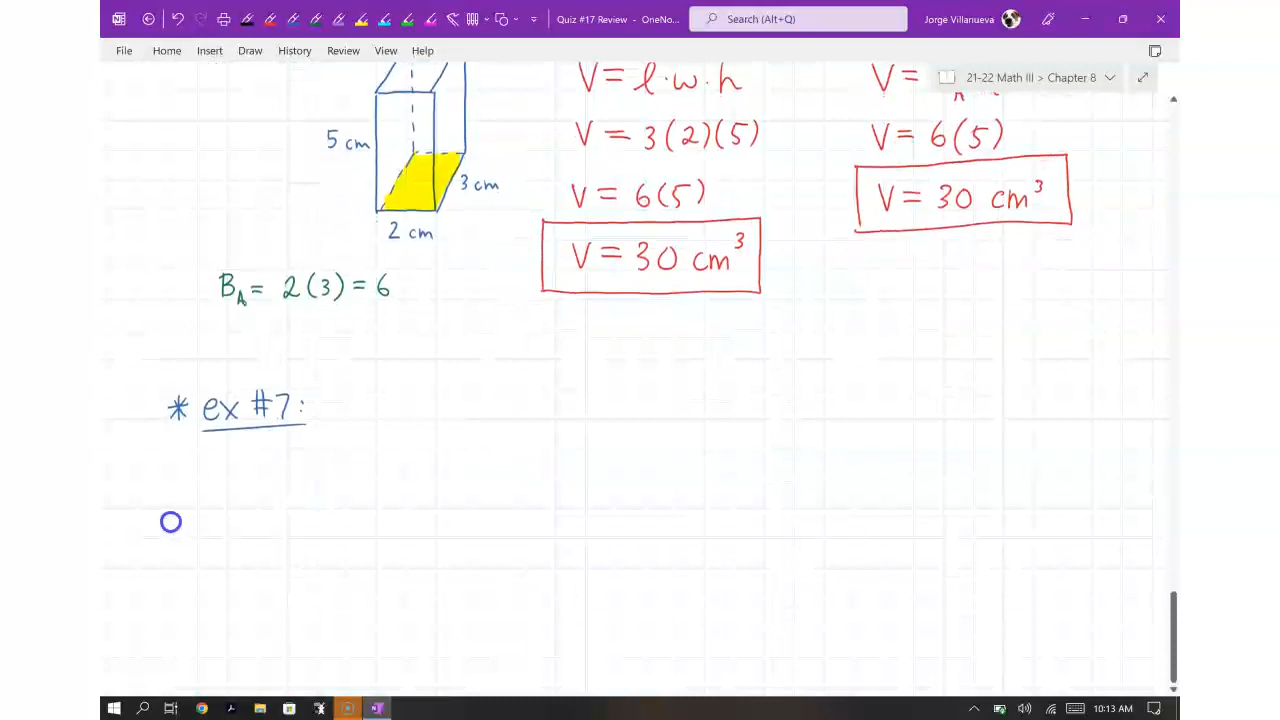 Quiz #17 Review - OneNo...
Search (Alt+Q)
Jorge Villanueva
File Home Insert Draw History Review View Help
21-22 Math III > Chapter 8
5 cm
3 cm
2 cm
B_A = 2(3) = 6
V = l·w·h
V = 3(2)(5)
V = 6(5)
V = 30 cm³
V =
V = 6(5)
V = 30 cm³
* ex #7:
10:13 AM